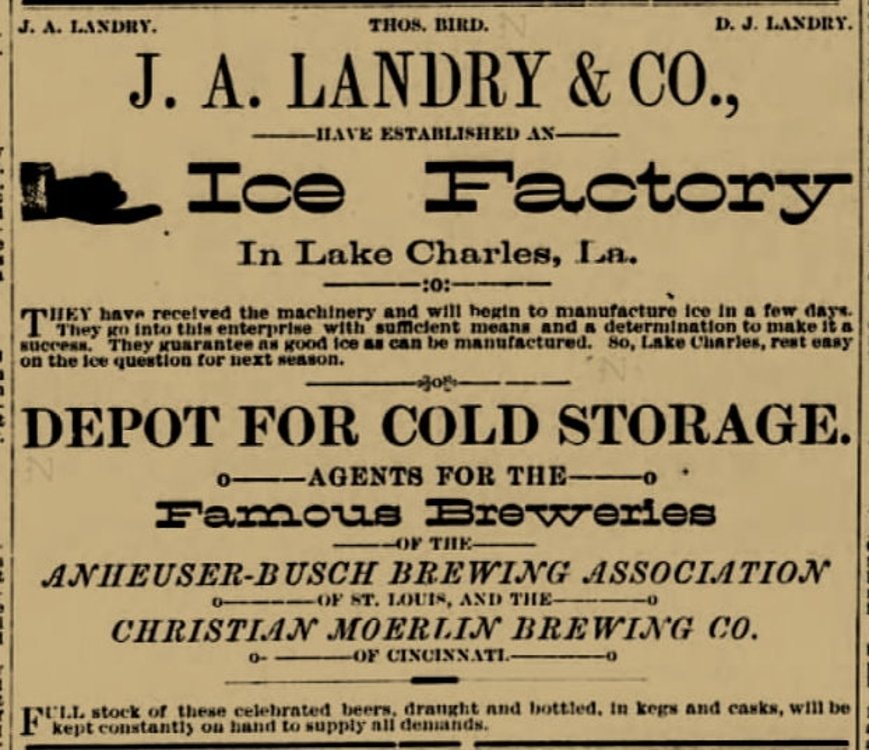 J. A. LANDRY. THOS. BIRD. D. J. LANDRY.
J. A. LANDRY & CO.,
HAVE ESTABLISHED AN
Ice Factory
In Lake Charles, La.
:o:
THEY have received the machinery and will begin to manufacture ice in a few days.
They go into this enterprise with sufficient means and a determination to make it a
success. They guarantee as good ice as can be manufactured. So, Lake Charles, rest easy
on the ice question for next season.
:o:
DEPOT FOR COLD STORAGE.
o——AGENTS FOR THE——o
Famous Breweries
OF THE
ANHEUSER-BUSCH BREWING ASSOCIATION
o——OF ST. LOUIS, AND THE——o
CHRISTIAN MOERLIN BREWING CO.
o- ——OF CINCINNATI.——o
FULL stock of these celebrated beers, draught and bottled, in kegs and casks, will be
kept constantly on hand to supply all demands.